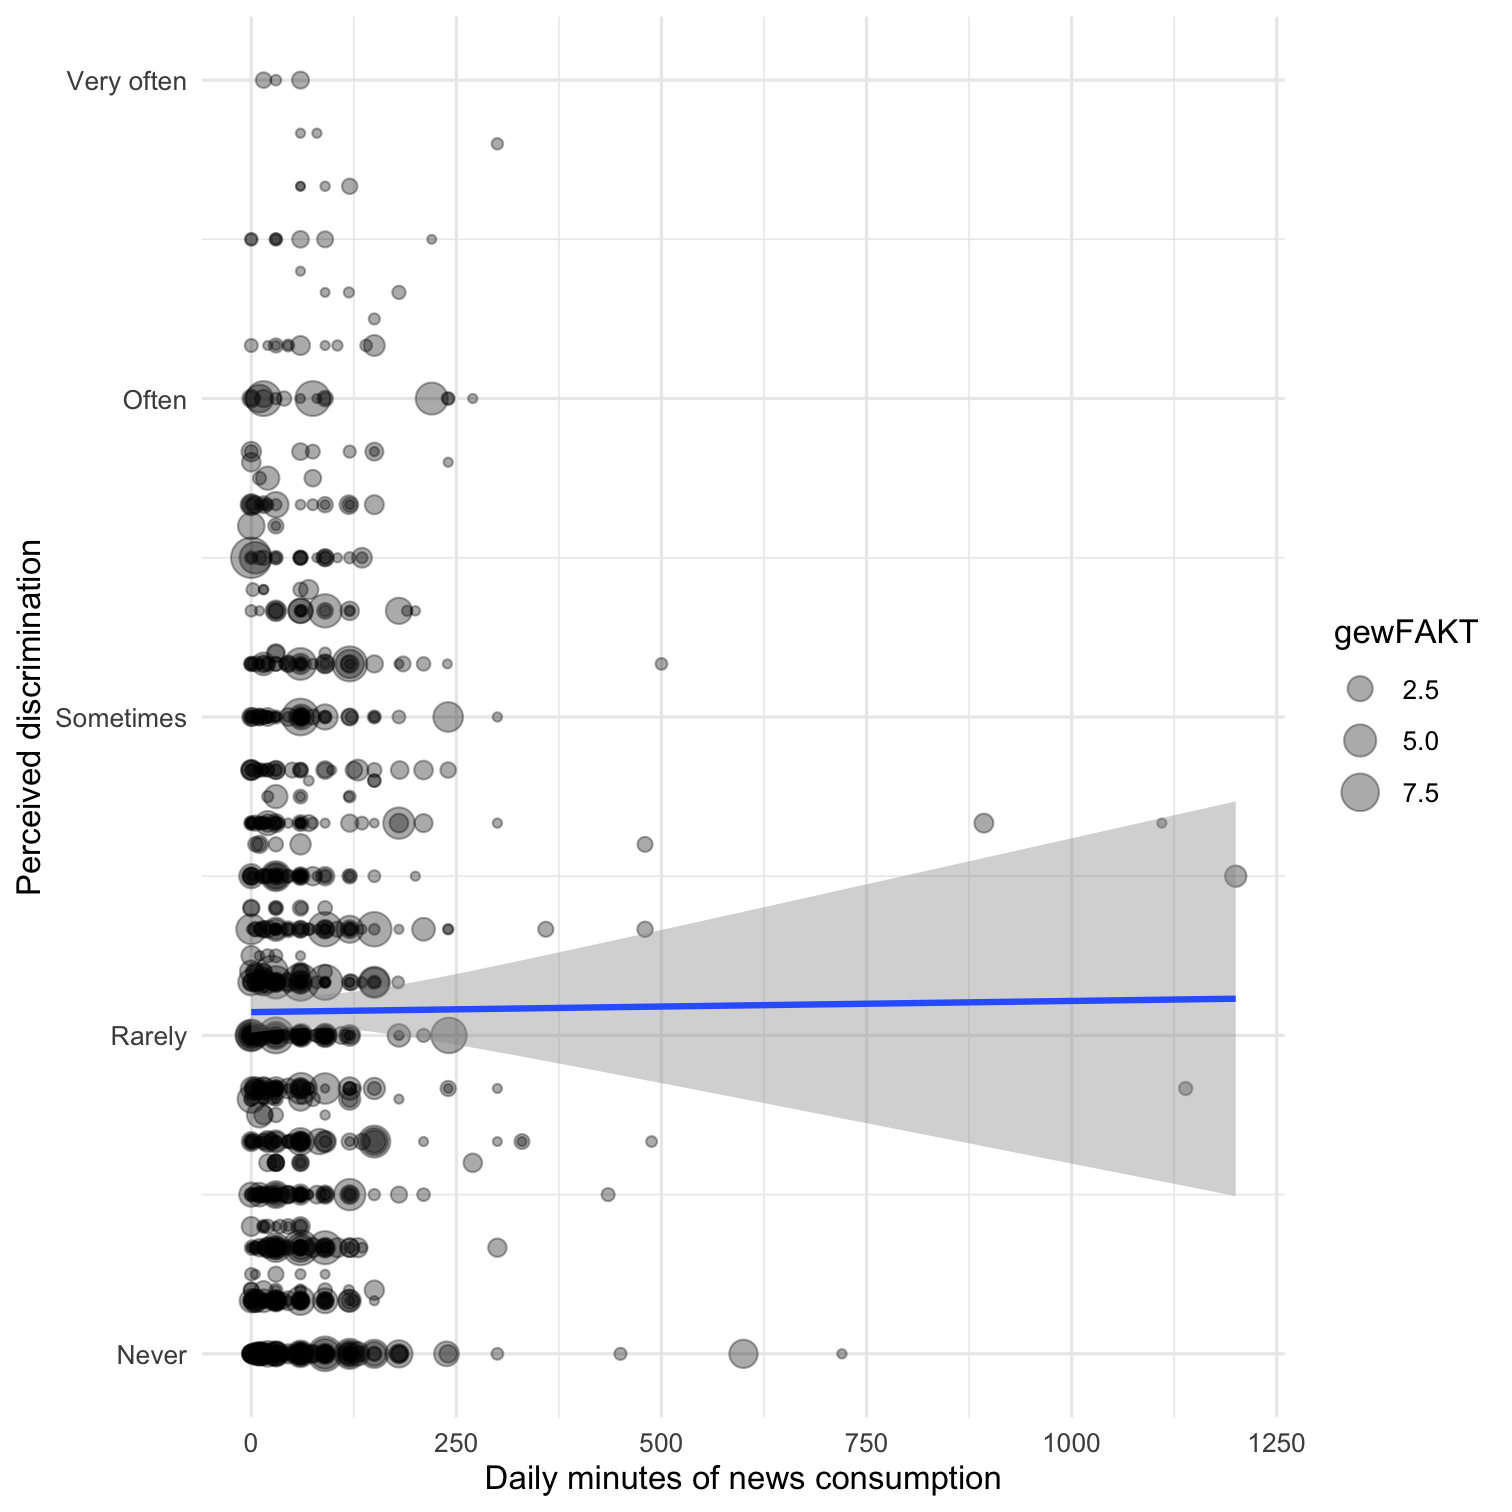 Very often
Often
Sometimes
Rarely
Never
Perceived discrimination
0 250 500 750 1000 1250
Daily minutes of news consumption
gewFAKT
2.5
5.0
7.5